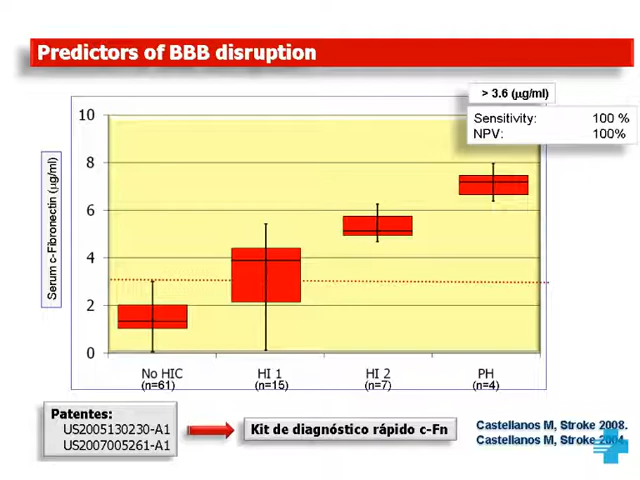 Predictors of BBB disruption
> 3.6 (µg/ml)
Sensitivity: 100 %
NPV: 100%
Serum c-Fibronectin (µg/ml)
10
8
6
4
2
0
No HIC HI 1 HI 2 PH
(n=61) (n=15) (n=7) (n=4)
Patentes:
US2005130230-A1
US2007005261-A1
Kit de diagnóstico rápido c-Fn
Castellanos M, Stroke 2008.
Castellanos M, Stroke 2004.